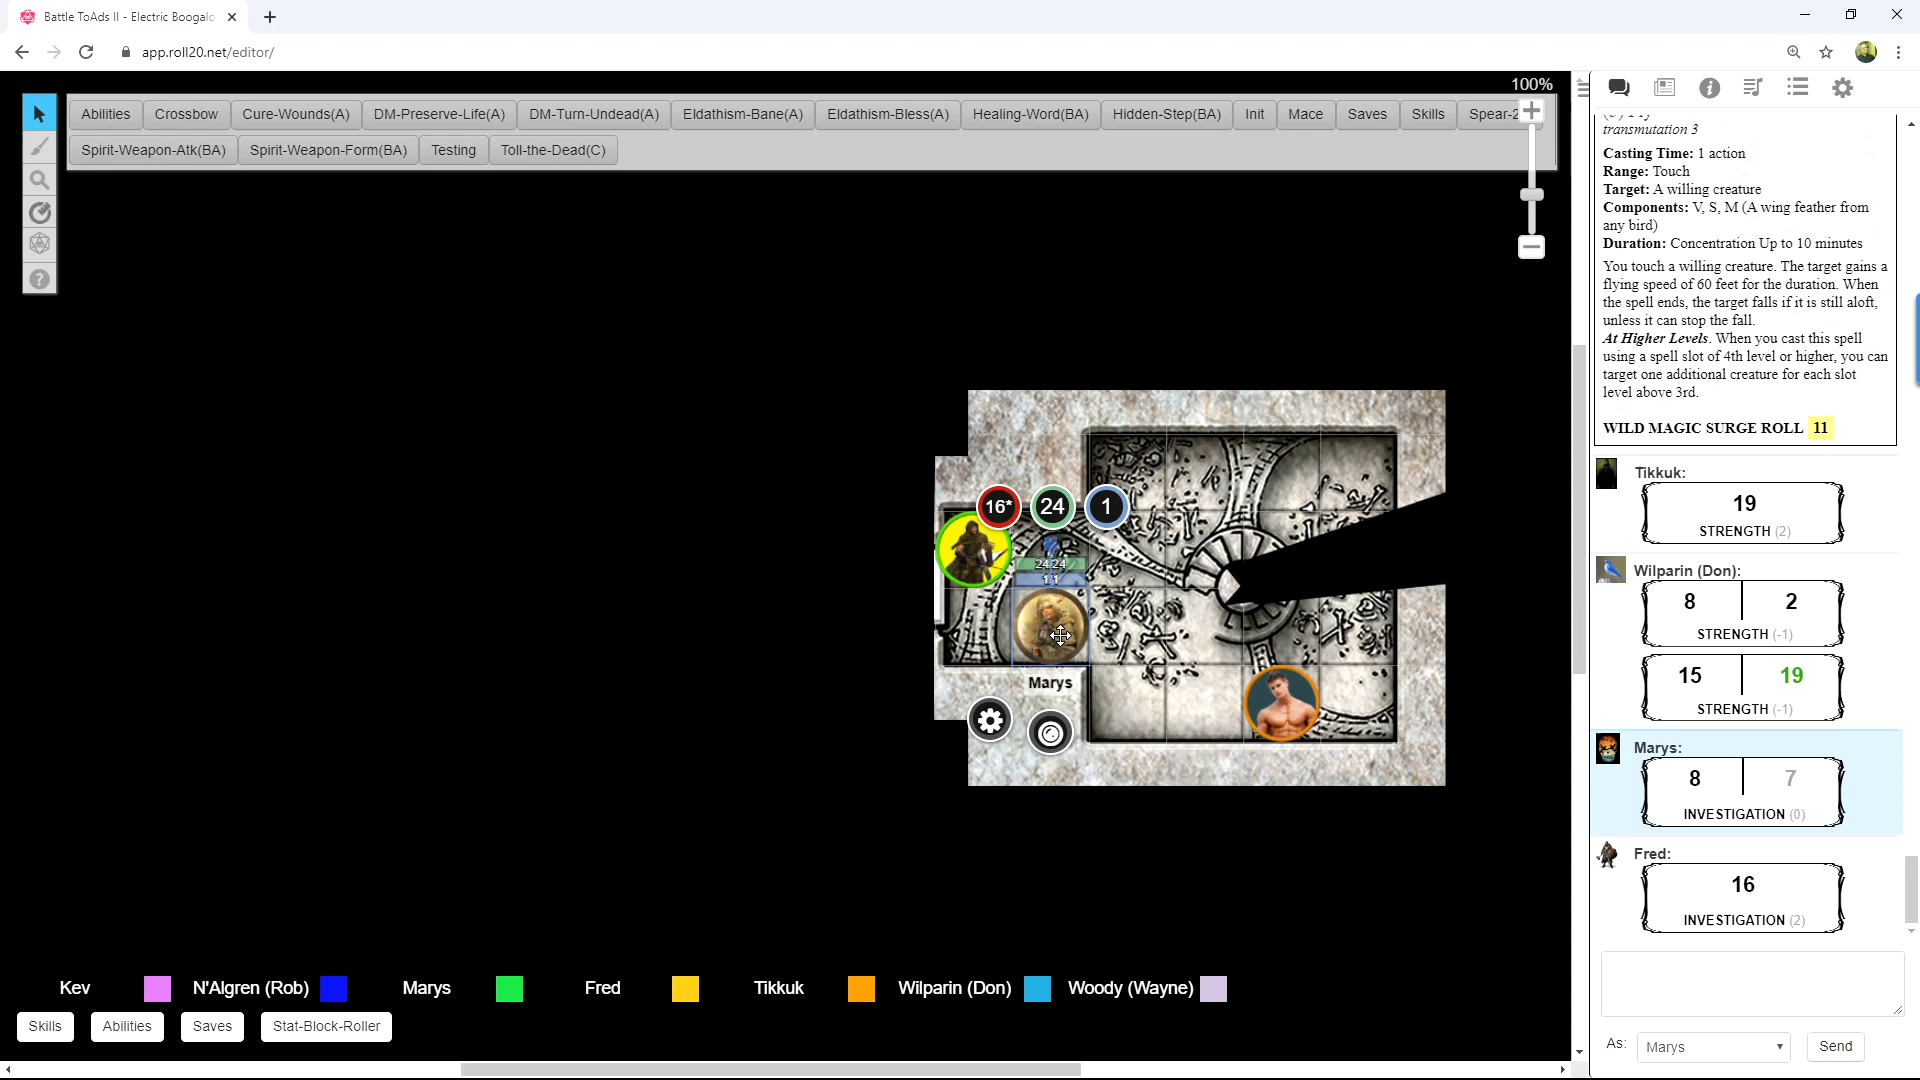 Battle ToAds II - Electric Boogalo
app.roll20.net/editor/
100%
Abilities Crossbow Cure-Wounds(A) DM-Preserve-Life(A) DM-Turn-Undead(A) Eldathism-Bane(A) Eldathism-Bless(A) Healing-Word(BA) Hidden-Step(BA) Init Mace Saves Skills Spear-2
Spirit-Weapon-Atk(BA) Spirit-Weapon-Form(BA) Testing Toll-the-Dead(C)
16* 24 1
24 24
1 1
Marys
Kev N'Algren (Rob) Marys Fred Tikkuk Wilparin (Don) Woody (Wayne)
Skills Abilities Saves Stat-Block-Roller
transmutation 3
Casting Time: 1 action
Range: Touch
Target: A willing creature
Components: V, S, M (A wing feather from
any bird)
Duration: Concentration Up to 10 minutes
You touch a willing creature. The target gains a
flying speed of 60 feet for the duration. When
the spell ends, the target falls if it is still aloft,
unless it can stop the fall.
At Higher Levels. When you cast this spell
using a spell slot of 4th level or higher, you can
target one additional creature for each slot
level above 3rd.
WILD MAGIC SURGE ROLL 11
Tikkuk:
19
STRENGTH (2)
Wilparin (Don):
8 2
STRENGTH (-1)
15 19
STRENGTH (-1)
Marys:
8 7
INVESTIGATION (0)
Fred:
16
INVESTIGATION (2)
As: Marys Send